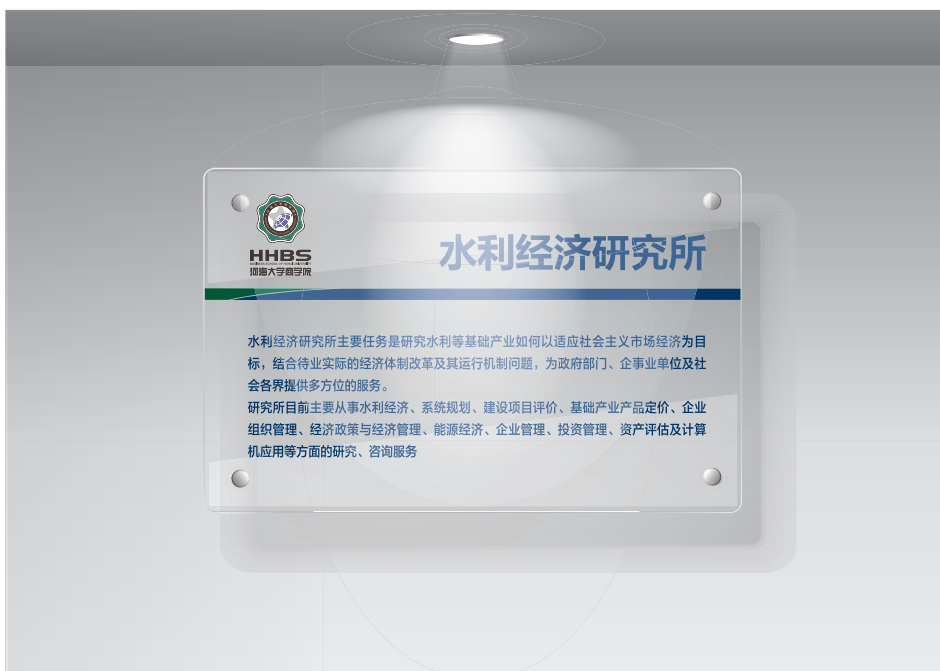 HHBS
BUSINESS SCHOOL OF HOHAI UNIVERSITY
河海大学商学院
水利经济研究所
水利经济研究所主要任务是研究水利等基础产业如何以适应社会主义市场经济为目
标，结合待业实际的经济体制改革及其运行机制问题，为政府部门、企事业单位及社
会各界提供多方位的服务。
研究所目前主要从事水利经济、系统规划、建设项目评价、基础产业产品定价、企业
组织管理、经济政策与经济管理、能源经济、企业管理、投资管理、资产评估及计算
机应用等方面的研究、咨询服务